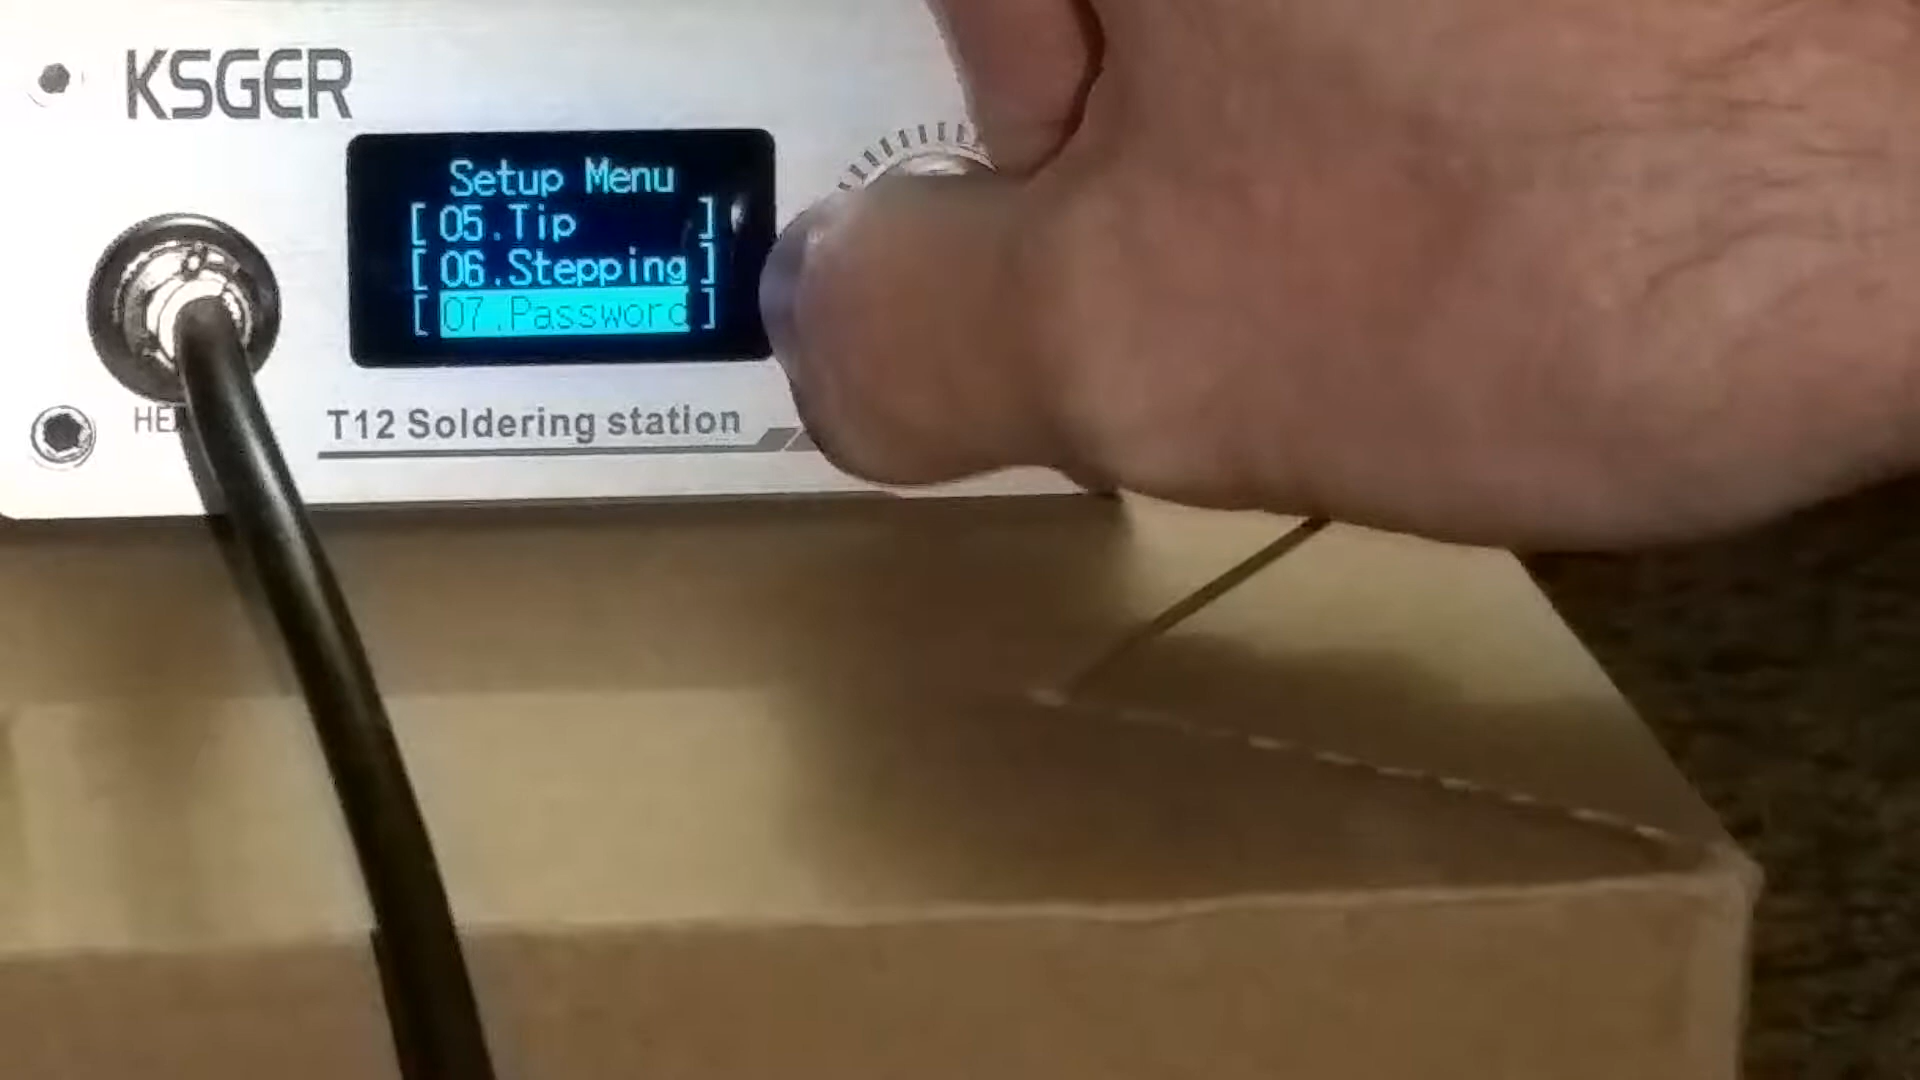 KSGER
Setup Menu
[05.Tip ]
[06.Stepping]
[07.Password]
T12 Soldering station